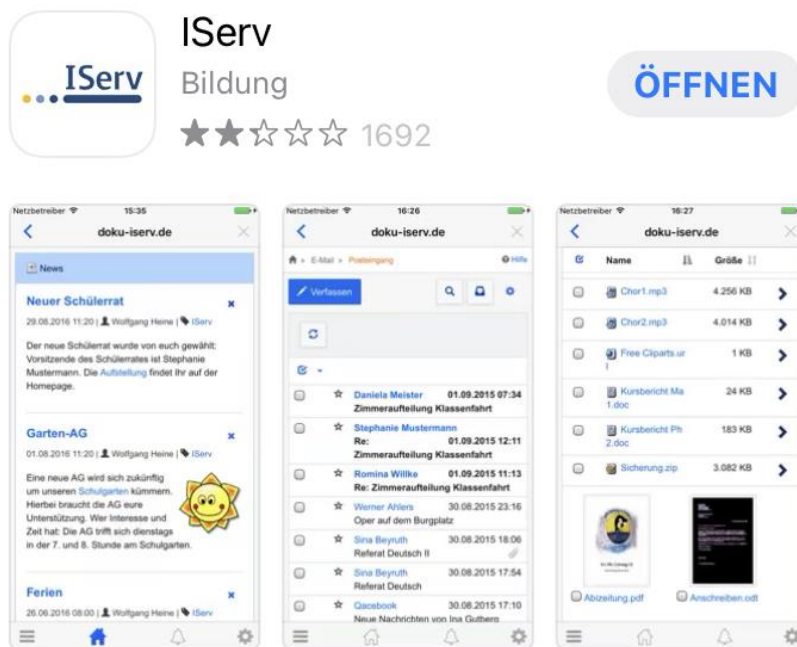 IServ
IServ
Bildung
ÖFFNEN
1692
Netzbetreiber 15:35
doku-iserv.de
News
Neuer Schülerrat
29.08.2016 11:20 | Wolfgang Heine | IServ
Der neue Schülerrat wurde von euch gewählt:
Vorsitzende des Schülerrates ist Stephanie
Mustermann. Die Aufstellung findet Ihr auf der
Homepage.
Garten-AG
01.08.2016 11:20 | Wolfgang Heine | IServ
Eine neue AG wird sich zukünftig
um unseren Schulgarten kümmern.
Hierbei braucht die AG eure
Unterstützung. Wer Interesse und
Zeit hat: Die AG trifft sich dienstags
in der 7. und 8. Stunde am Schulgarten.
Ferien
26.06.2016 08:00 | Wolfgang Heine | IServ
Netzbetreiber 16:26
doku-iserv.de
E-Mail Posteingang Hilfe
Verfassen
Daniela Meister 01.09.2015 07:34
Zimmeraufteilung Klassenfahrt
Stephanie Mustermann
Re: 01.09.2015 12:11
Zimmeraufteilung Klassenfahrt
Romina Willke 01.09.2015 11:13
Re: Zimmeraufteilung Klassenfahrt
Werner Ahlers 30.08.2015 23:16
Oper auf dem Burgplatz
Sina Beyruth 30.08.2015 18:06
Referat Deutsch II
Sina Beyruth 30.08.2015 17:54
Referat Deutsch
Qacebook 30.08.2015 17:10
Neue Nachrichten von Ina Gutberg
Netzbetreiber 16:27
doku-iserv.de
Name Größe
Chor1.mp3 4.256 KB
Chor2.mp3 4.014 KB
Free Cliparts.ur 1 KB
l
Kursbericht Ma 24 KB
1.doc
Kursbericht Ph 183 KB
2.doc
Sicherung.zip 3.082 KB
Abizeitung.pdf Anschreiben.odt